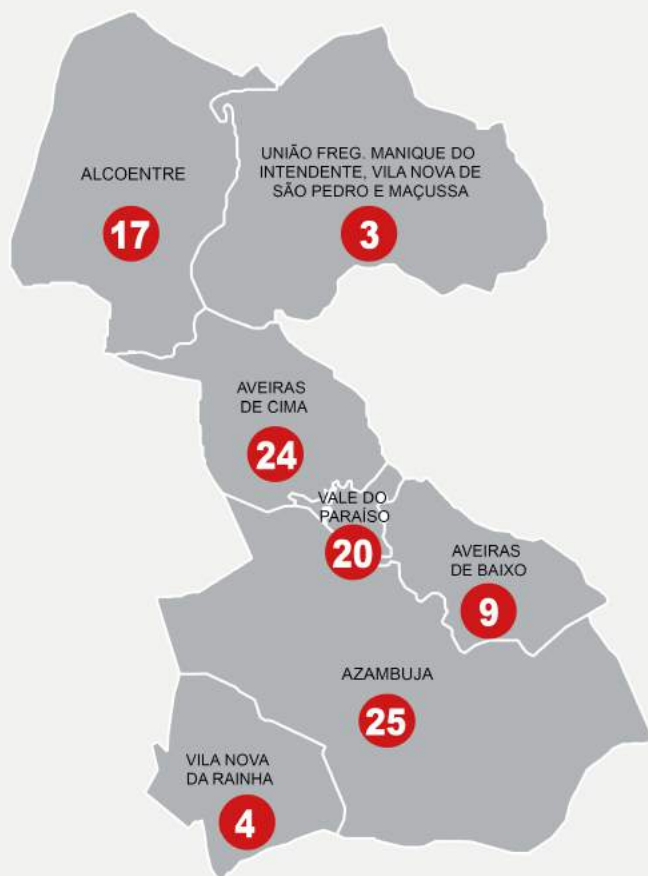 ALCOENTRE
17
UNIÃO FREG. MANIQUE DO
INTENDENTE, VILA NOVA DE
SÃO PEDRO E MAÇUSSA
3
AVEIRAS
DE CIMA
24
VALE DO
PARAÍSO
20
AVEIRAS
DE BAIXO
9
AZAMBUJA
25
VILA NOVA
DA RAINHA
4